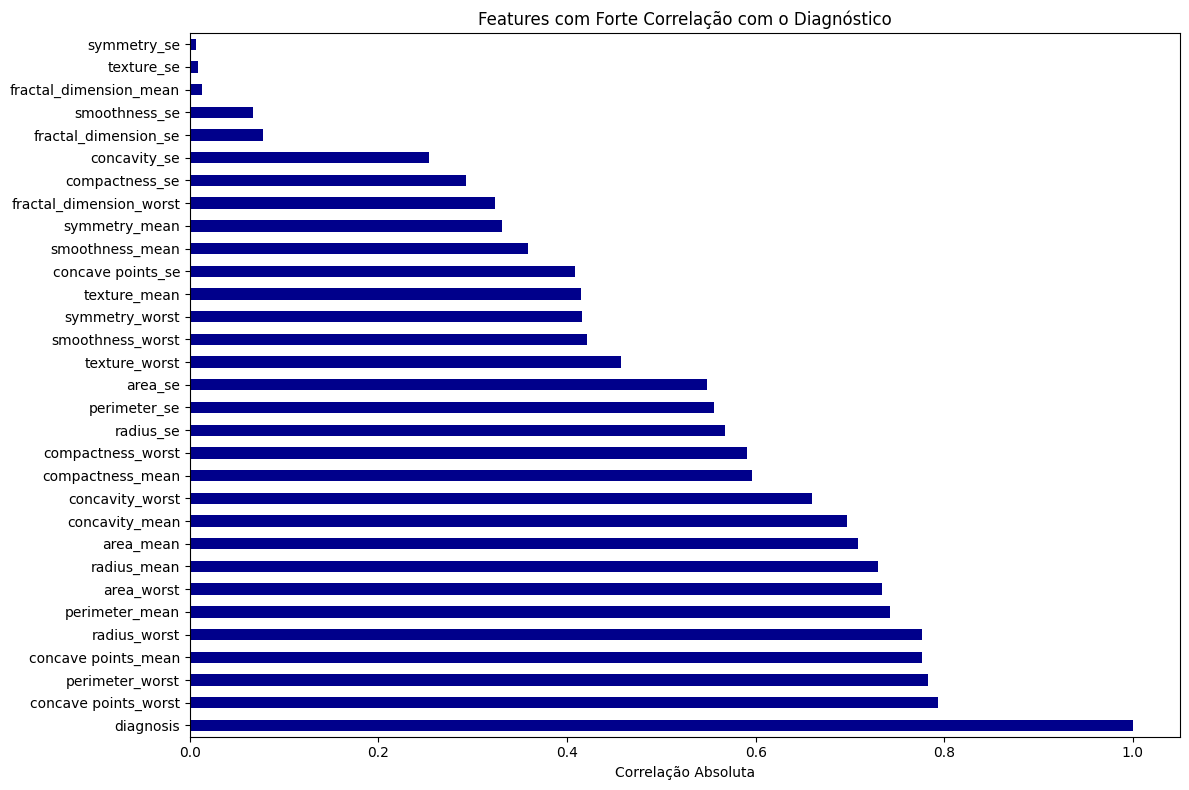 Features com Forte Correlação com o Diagnóstico
symmetry_se
texture_se
fractal_dimension_mean
smoothness_se
fractal_dimension_se
concavity_se
compactness_se
fractal_dimension_worst
symmetry_mean
smoothness_mean
concave points_se
texture_mean
symmetry_worst
smoothness_worst
texture_worst
area_se
perimeter_se
radius_se
compactness_worst
compactness_mean
concavity_worst
concavity_mean
area_mean
radius_mean
area_worst
perimeter_mean
radius_worst
concave points_mean
perimeter_worst
concave points_worst
diagnosis
0.0 0.2 0.4 0.6 0.8 1.0
Correlação Absoluta